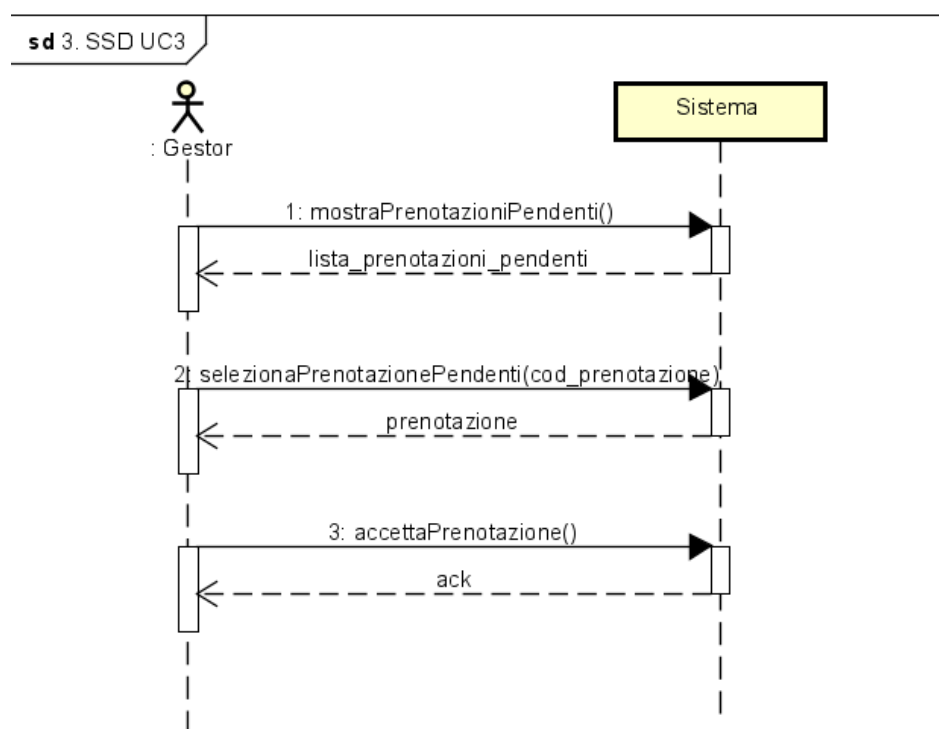 sd 3. SSD UC3
: Gestor
Sistema
1: mostraPrenotazioniPendenti()
lista_prenotazioni_pendenti
2: selezionaPrenotazionePendenti(cod_prenotazione)
prenotazione
3: accettaPrenotazione()
ack